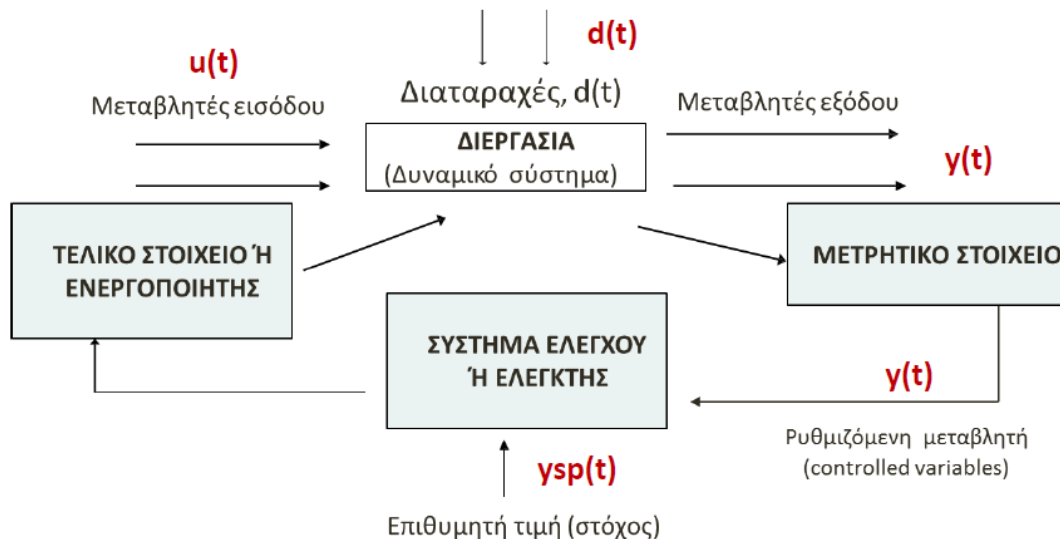 d(t)
u(t)
Διαταραχές, d(t)
Μεταβλητές εισόδου
Μεταβλητές εξόδου
ΔΙΕΡΓΑΣΙΑ
(Δυναμικό σύστημα)
y(t)
ΤΕΛΙΚΟ ΣΤΟΙΧΕΙΟ Ή
ΕΝΕΡΓΟΠΟΙΗΤΗΣ
ΜΕΤΡΗΤΙΚΟ ΣΤΟΙΧΕΙΟ
ΣΥΣΤΗΜΑ ΕΛΕΓΧΟΥ
Ή ΕΛΕΓΚΤΗΣ
y(t)
Ρυθμιζόμενη μεταβλητή
(controlled variables)
ysp(t)
Επιθυμητή τιμή (στόχος)